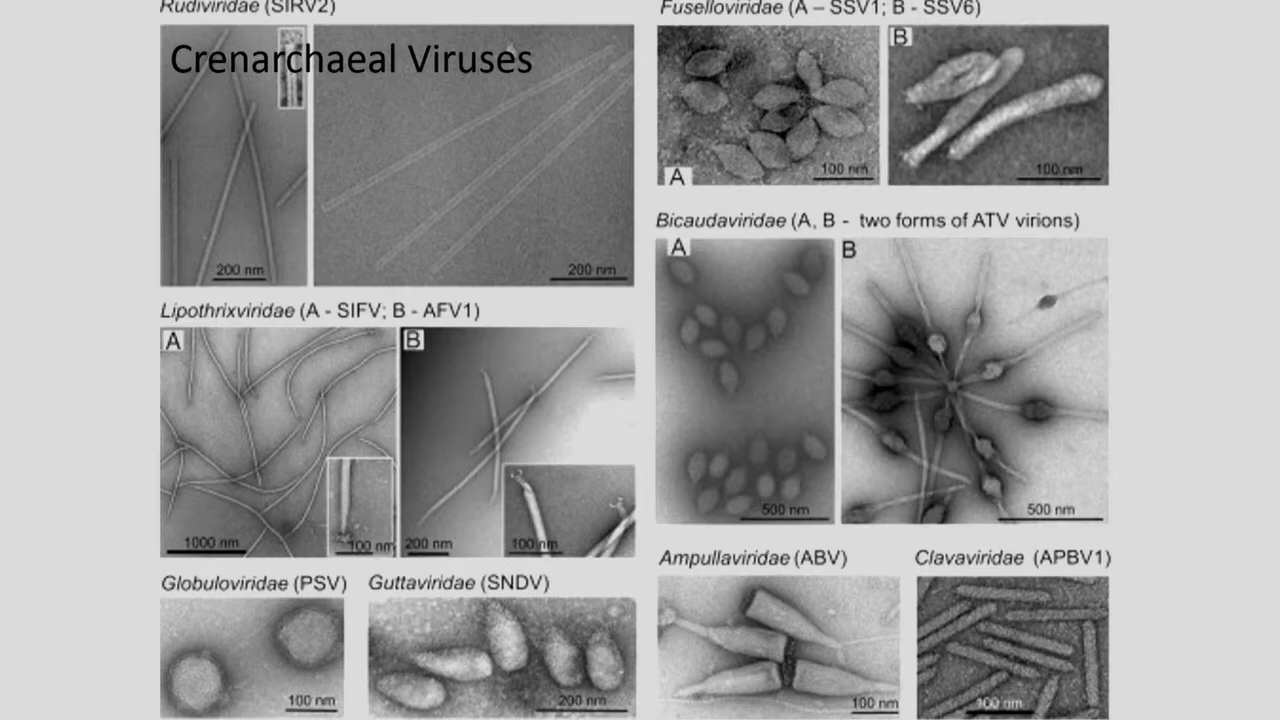 Rudiviridae (SIRV2)
Crenarchaeal Viruses
200 nm
200 nm
Lipothrixviridae (A - SIFV; B - AFV1)
A
B
1000 nm
100 nm
200 nm
100 nm
Globuloviridae (PSV)
Guttaviridae (SNDV)
100 nm
200 nm
Fuselloviridae (A – SSV1; B - SSV6)
A
100 nm
B
100 nm
Bicaudaviridae (A, B - two forms of ATV virions)
A
B
500 nm
500 nm
Ampullaviridae (ABV)
Clavaviridae (APBV1)
100 nm
100 nm